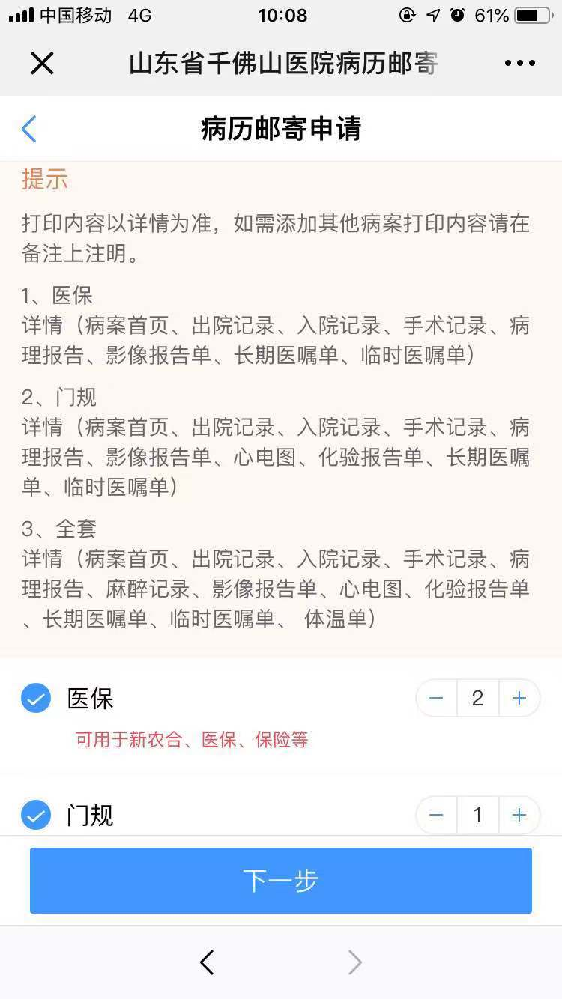 中国移动 4G 10:08 61%
山东省千佛山医院病历邮寄
病历邮寄申请
提示
打印内容以详情为准，如需添加其他病案打印内容请在
备注上注明。
1、医保
详情（病案首页、出院记录、入院记录、手术记录、病
理报告、影像报告单、长期医嘱单、临时医嘱单）
2、门规
详情（病案首页、出院记录、入院记录、手术记录、病
理报告、影像报告单、心电图、化验报告单、长期医嘱
单、临时医嘱单）
3、全套
详情（病案首页、出院记录、入院记录、手术记录、病
理报告、麻醉记录、影像报告单、心电图、化验报告单
、长期医嘱单、临时医嘱单、 体温单）
医保 2
可用于新农合、医保、保险等
门规 1
下一步